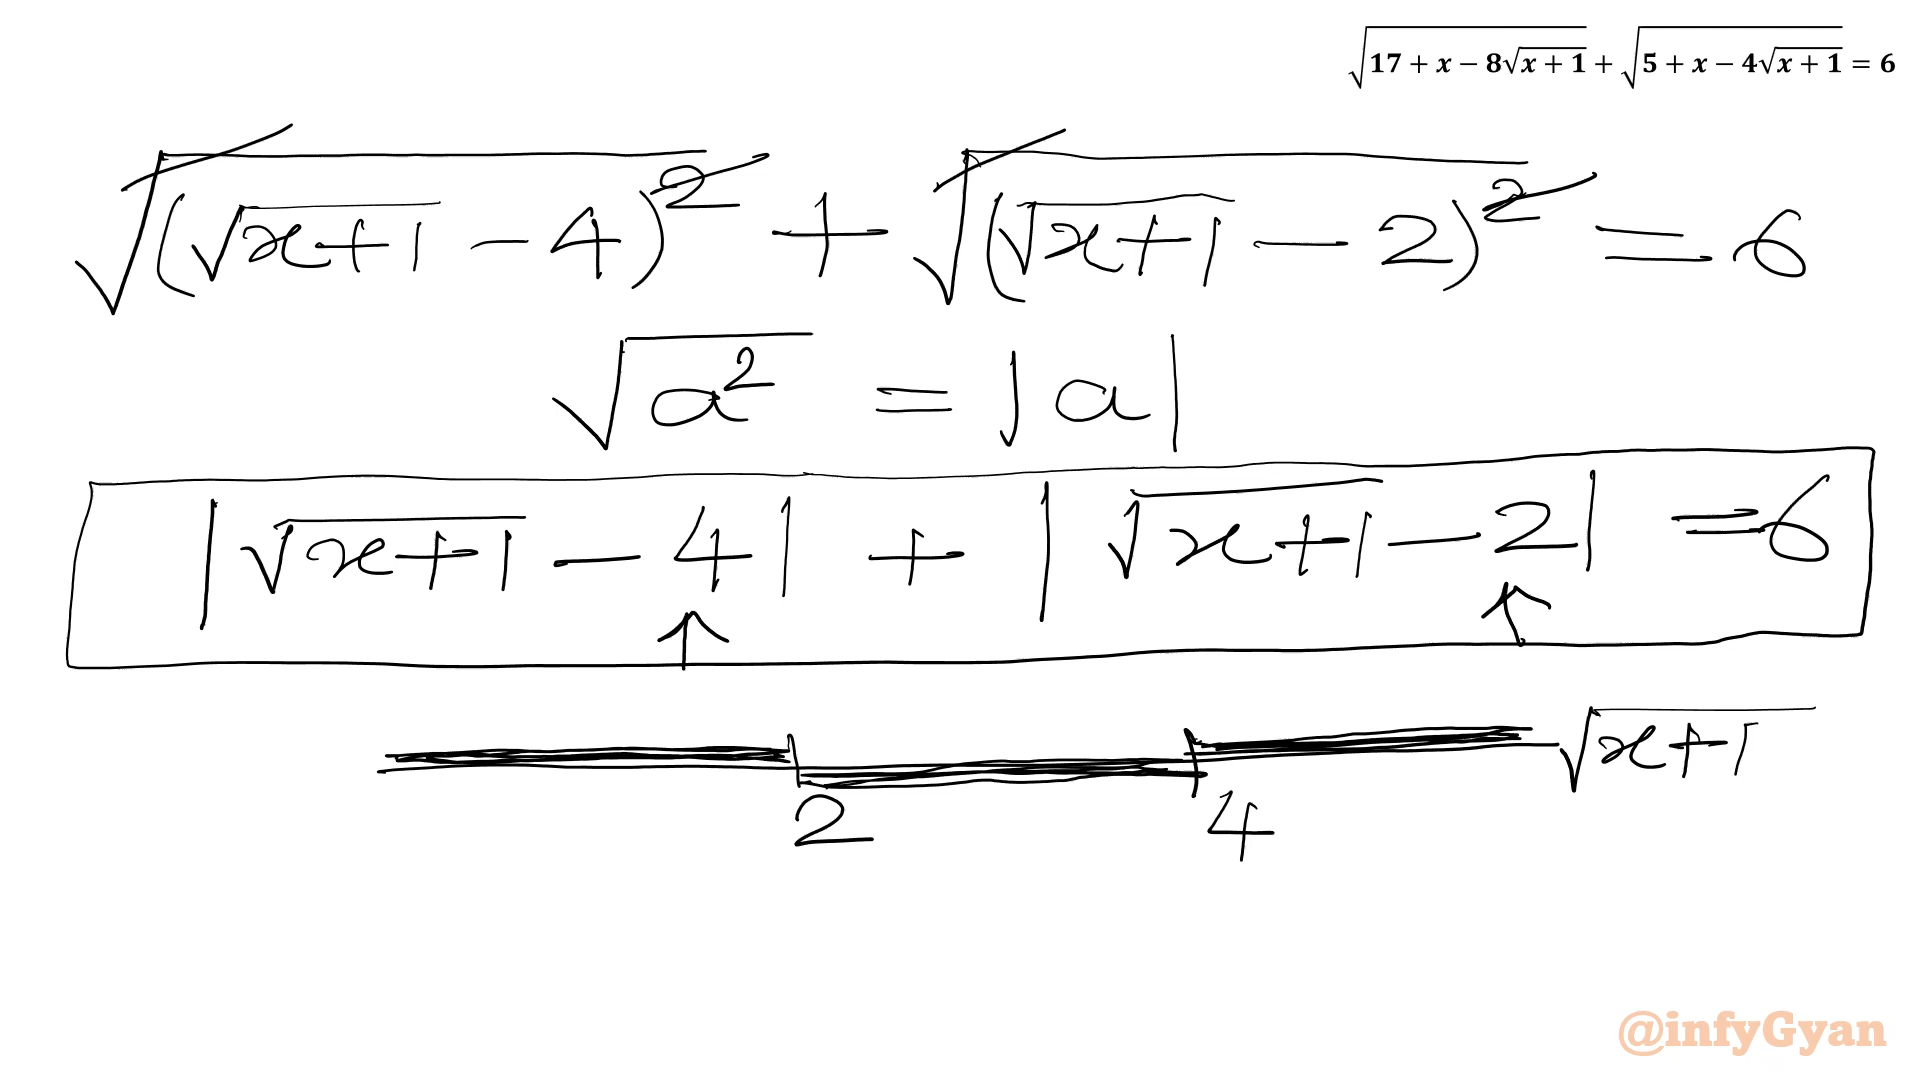 √(17 + x − 8√(x + 1)) + √(5 + x − 4√(x + 1)) = 6
√((√(x+1) − 4)²) + √((√(x+1) − 2)²) = 6
√(a²) = |a|
|√(x+1) − 4| + |√(x+1) − 2| = 6
√(x+1)
2 4
@infyGyan